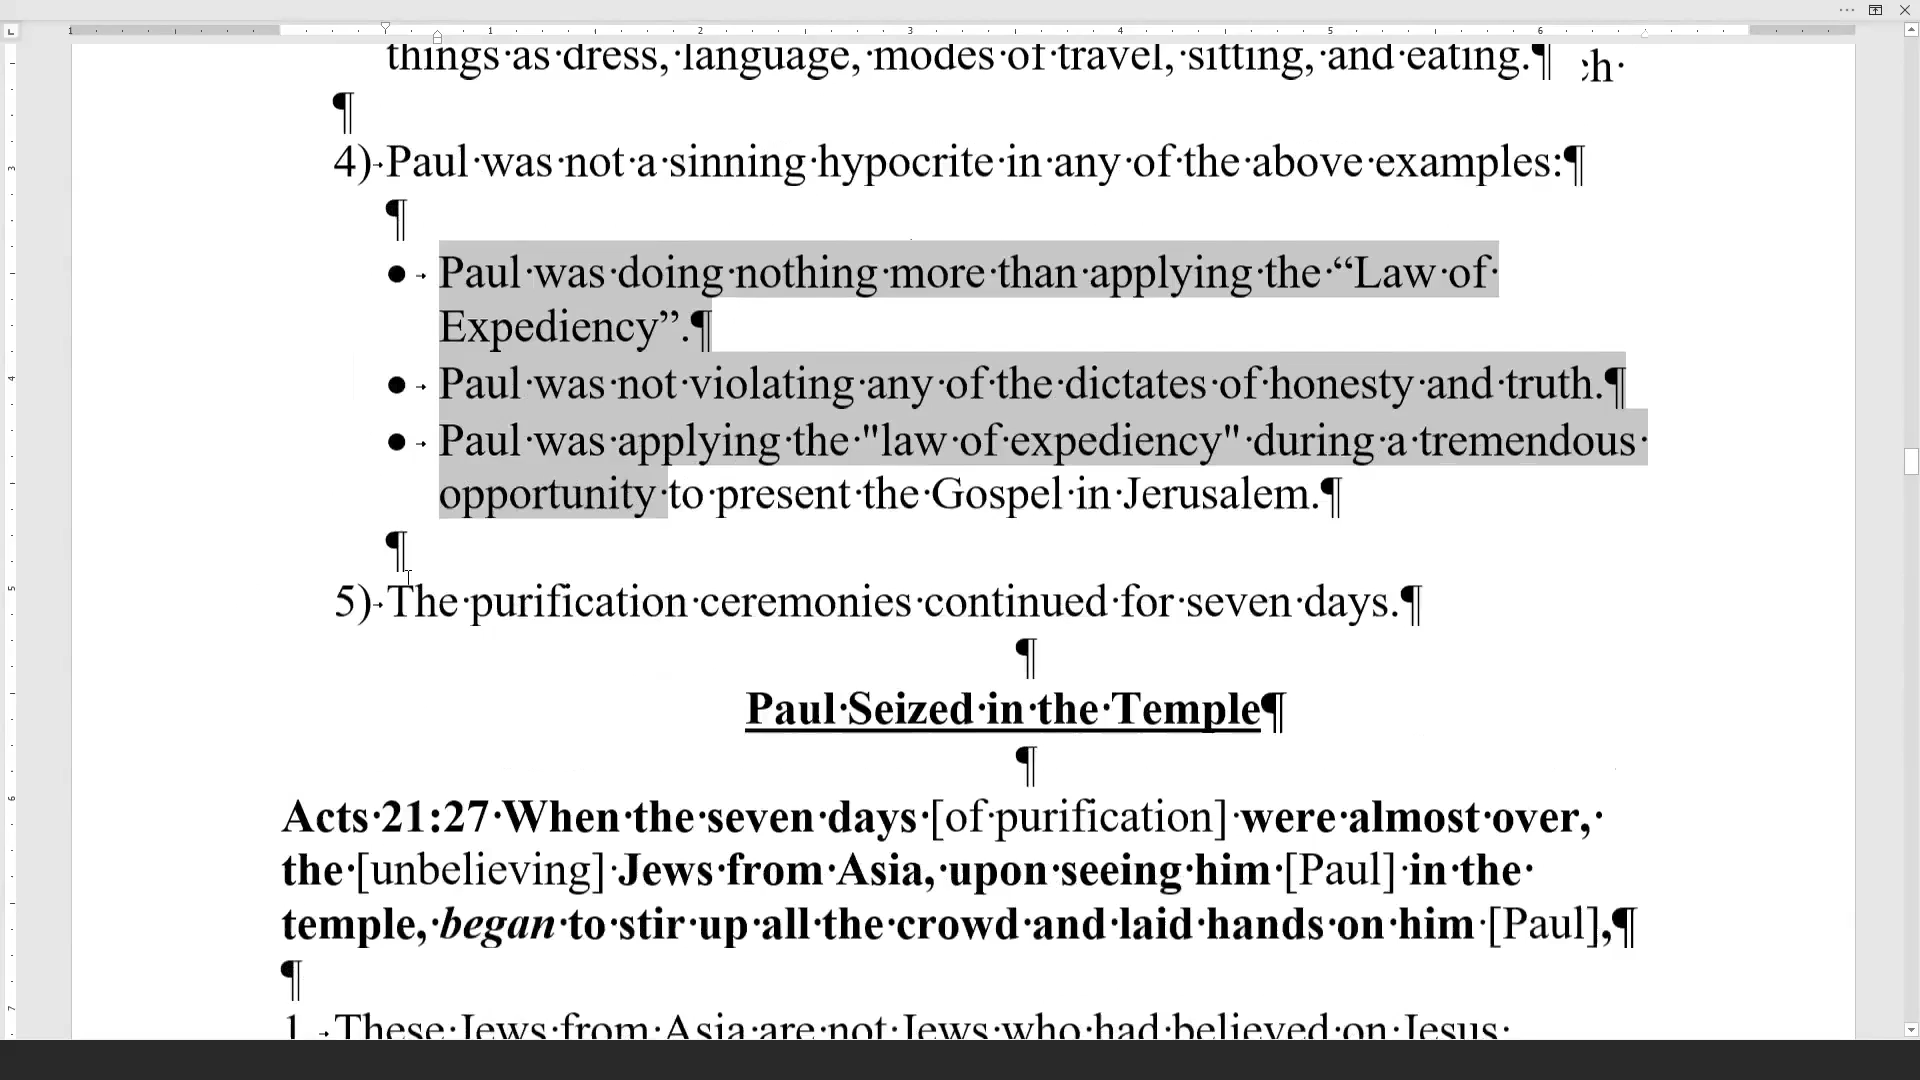 things as dress, language, modes of travel, sitting, and eating.¶
¶
4) Paul was not a sinning hypocrite in any of the above examples:¶
¶
● Paul was doing nothing more than applying the “Law of
Expediency”.¶
● Paul was not violating any of the dictates of honesty and truth.¶
● Paul was applying the "law of expediency" during a tremendous
opportunity to present the Gospel in Jerusalem.¶
¶
5) The purification ceremonies continued for seven days.¶
¶
Paul Seized in the Temple¶
¶
Acts 21:27 When the seven days [of purification] were almost over,
the [unbelieving] Jews from Asia, upon seeing him [Paul] in the
temple, began to stir up all the crowd and laid hands on him [Paul],¶
¶
1 These Jews from Asia are not Jews who had believed on Jesus